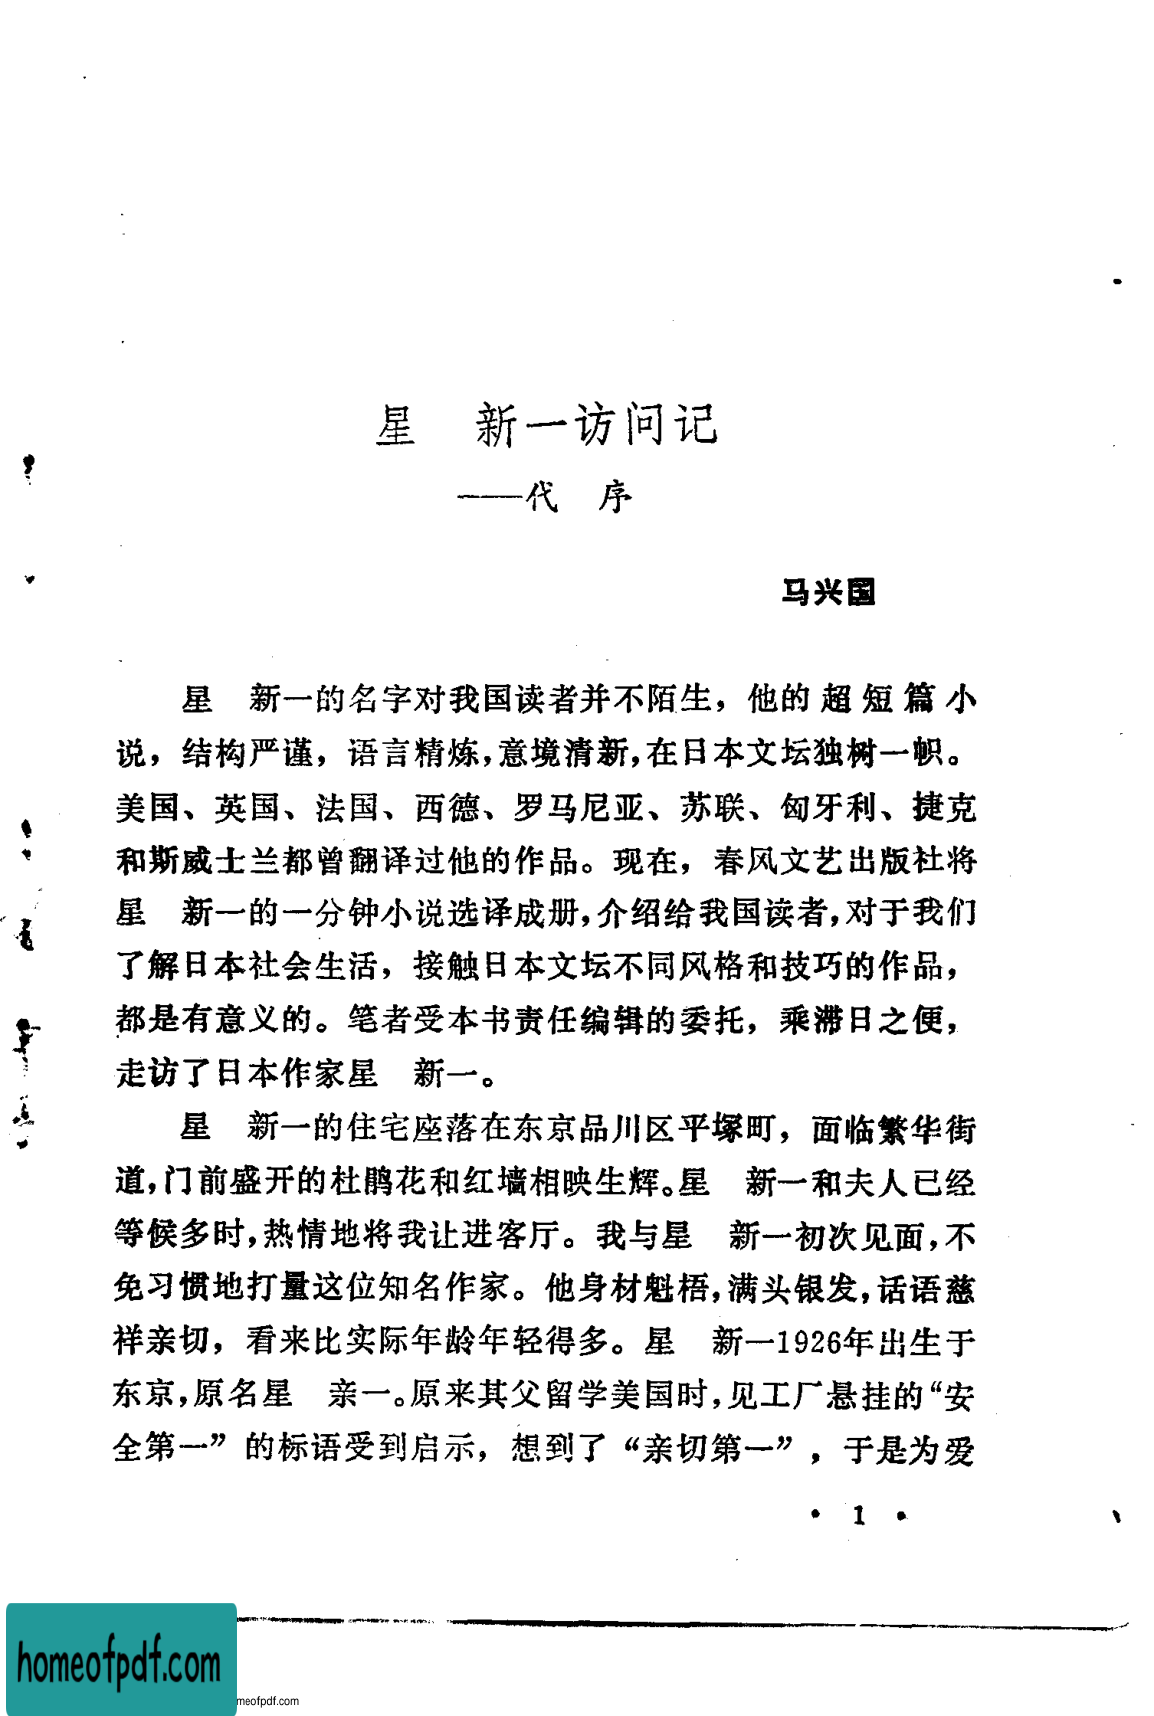 星　新一访问记
——代　序
马兴国
星　新一的名字对我国读者并不陌生，他的超短篇小
说，结构严谨，语言精炼，意境清新，在日本文坛独树一帜。
美国、英国、法国、西德、罗马尼亚、苏联、匈牙利、捷克
和斯威士兰都曾翻译过他的作品。现在，春风文艺出版社将
星　新一的一分钟小说选译成册，介绍给我国读者，对于我们
了解日本社会生活，接触日本文坛不同风格和技巧的作品，
都是有意义的。笔者受本书责任编辑的委托，乘滞日之便，
走访了日本作家星　新一。
星　新一的住宅座落在东京品川区平塚町，面临繁华街
道，门前盛开的杜鹃花和红墙相映生辉。星　新一和夫人已经
等候多时，热情地将我让进客厅。我与星　新一初次见面，不
免习惯地打量这位知名作家。他身材魁梧，满头银发，话语慈
祥亲切，看来比实际年龄年轻得多。星　新一1926年出生于
东京，原名星　亲一。原来其父留学美国时，见工厂悬挂的“安
全第一”的标语受到启示，想到了“亲切第一”，于是为爱
• 1 •
homeofpdf.com
meofpdf.com